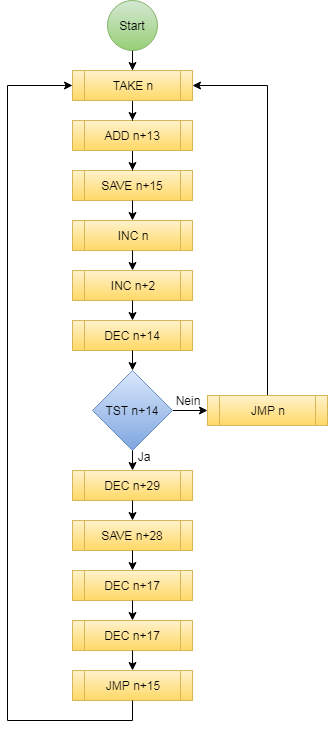 Start
TAKE n
ADD n+13
SAVE n+15
INC n
INC n+2
DEC n+14
TST n+14
Nein
JMP n
Ja
DEC n+29
SAVE n+28
DEC n+17
DEC n+17
JMP n+15